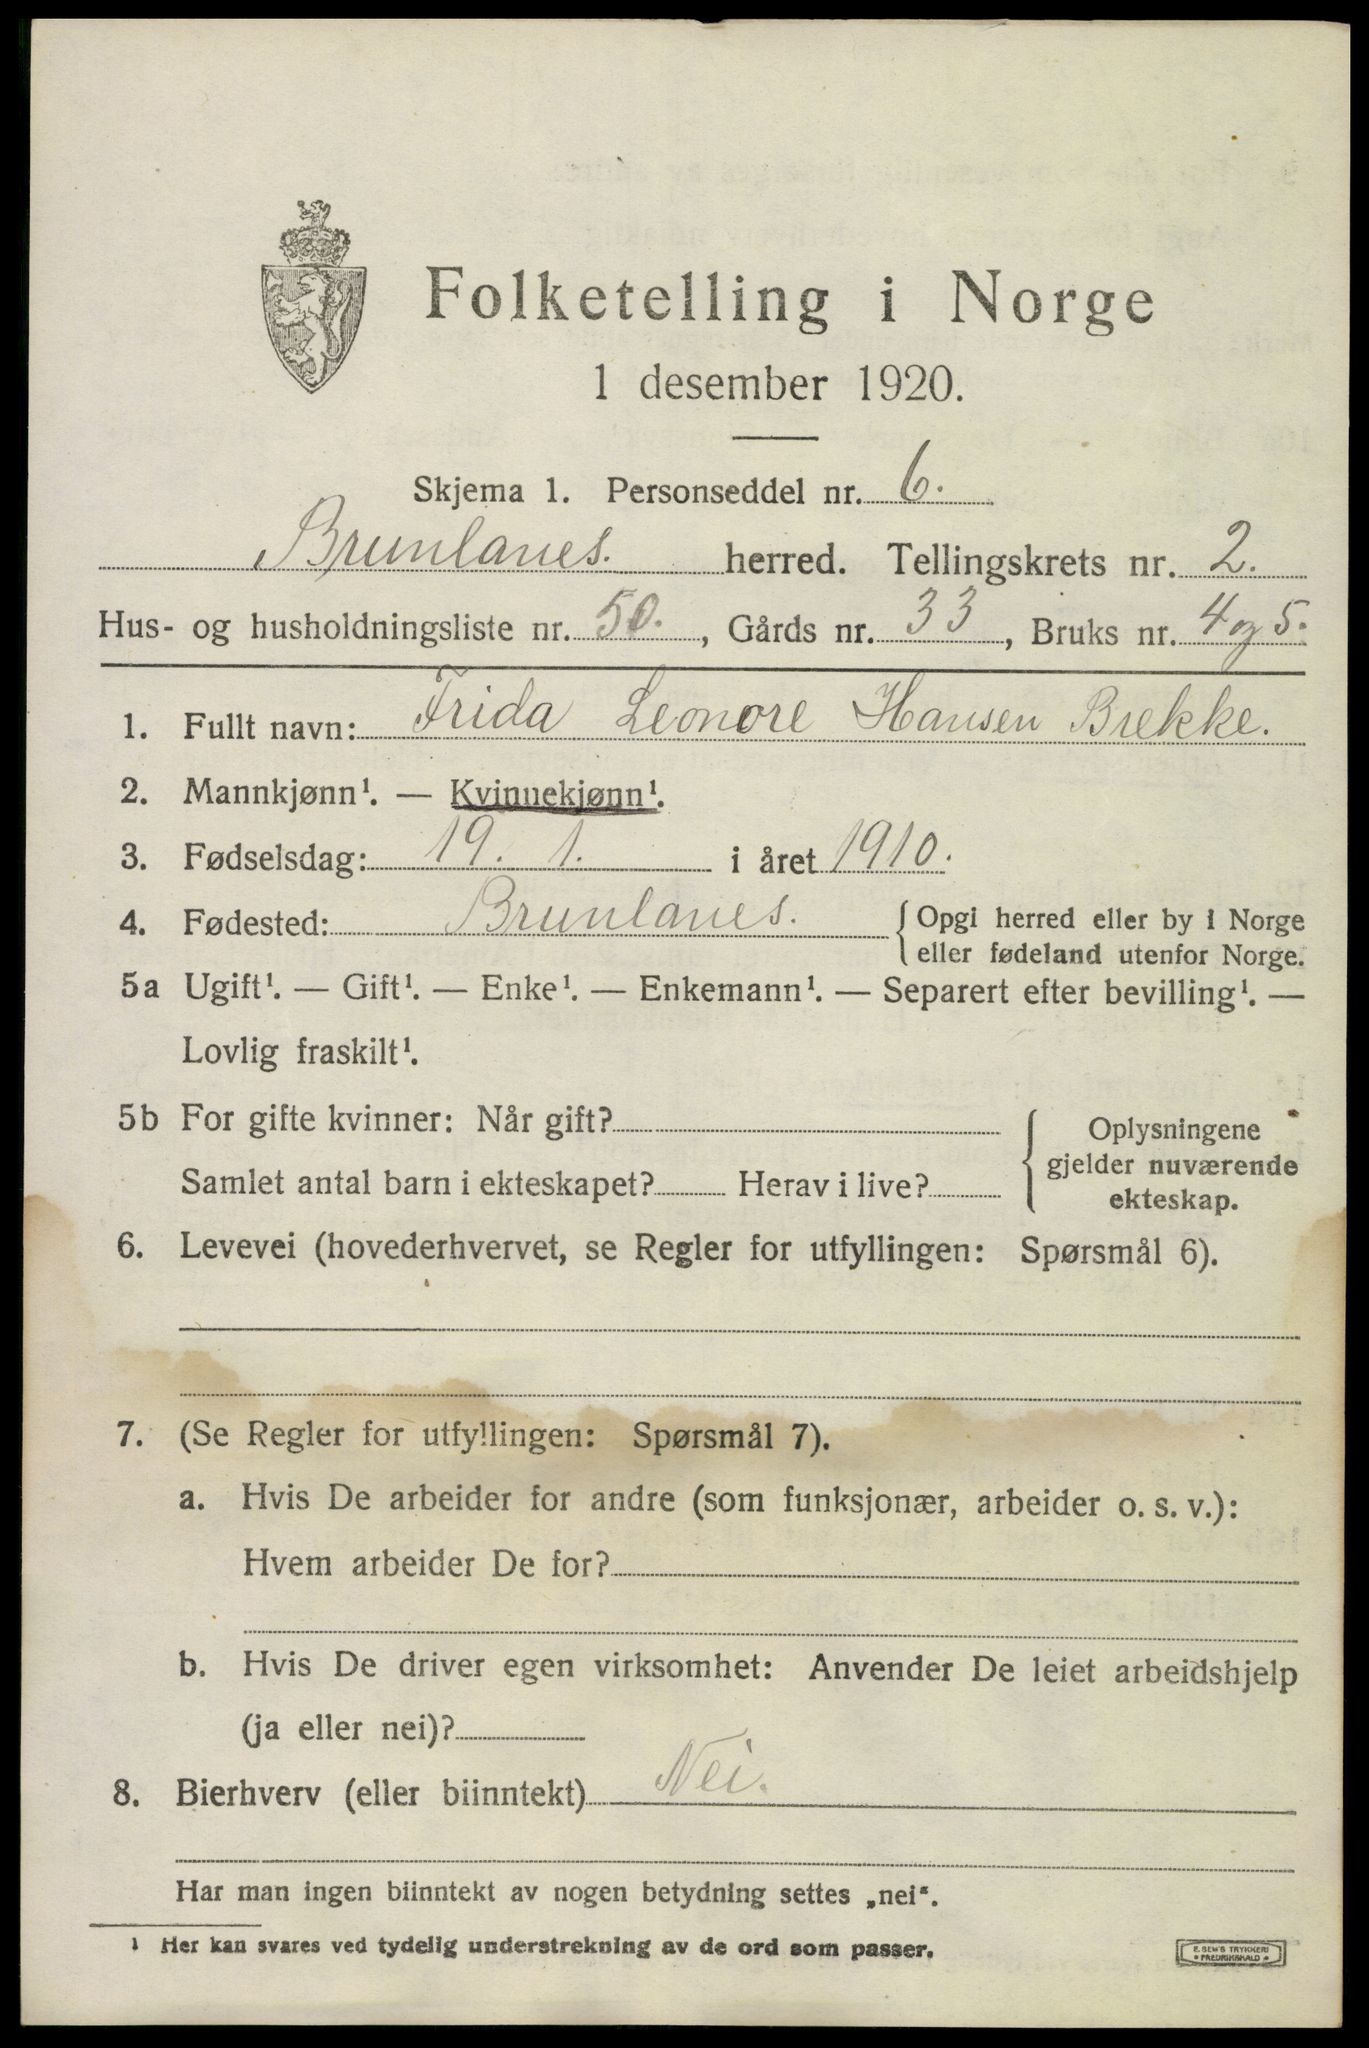 Folketelling i Norge
1 desember 1920.
Skjema 1. Personseddel nr. 6.
Brunlanes. herred. Tellingskrets nr. 2.
Hus- og husholdningsliste nr. 50., Gårds nr. 33, Bruks nr. 4 og 5.
1. Fullt navn: Frida Leonore Hansen Brekke.
2. Mannkjønn¹. — Kvinnekjønn¹.
3. Fødselsdag: 19. 1. i året 1910.
4. Fødested: Brunlanes. { Opgi herred eller by i Norge
eller fødeland utenfor Norge.
5a Ugift¹. — Gift¹. — Enke¹. — Enkemann¹. — Separert efter bevilling¹. —
Lovlig fraskilt¹.
5b For gifte kvinner: Når gift?
Samlet antal barn i ekteskapet? Herav i live?
Oplysningene
gjelder nuværende
ekteskap.
6. Levevei (hovederhvervet, se Regler for utfyllingen: Spørsmål 6).
7. (Se Regler for utfyllingen: Spørsmål 7).
a. Hvis De arbeider for andre (som funksjonær, arbeider o. s. v.):
Hvem arbeider De for?
b. Hvis De driver egen virksomhet: Anvender De leiet arbeidshjelp
(ja eller nei)?
8. Bierhverv (eller biinntekt) Nei.
Har man ingen biinntekt av nogen betydning settes „nei“.
¹ Her kan svares ved tydelig understrekning av de ord som passer.
E. SEM'S TRYKKERI
• FREDRIKSHALD •